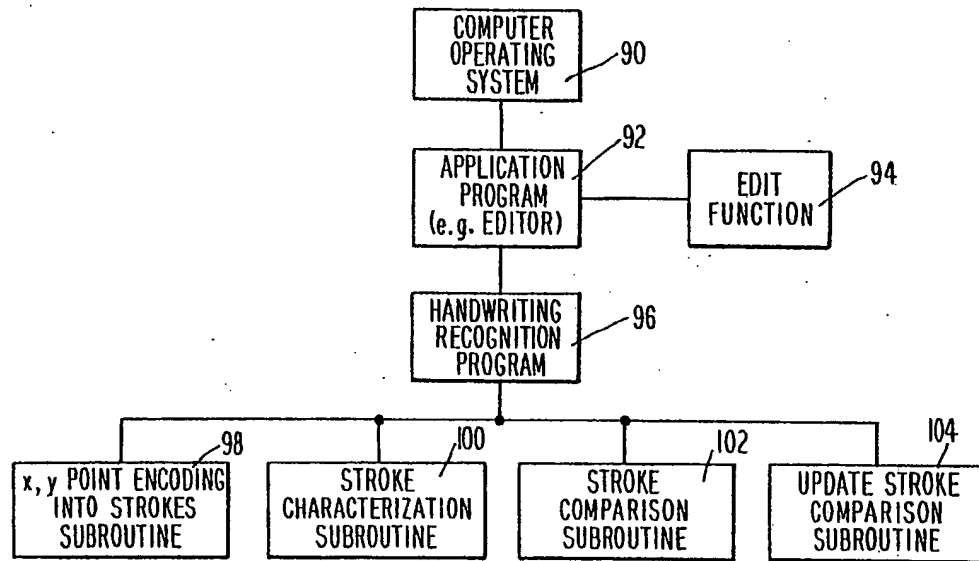 COMPUTER
OPERATING
SYSTEM
90
APPLICATION
PROGRAM
(e.g. EDITOR)
92
EDIT
FUNCTION
94
HANDWRITING
RECOGNITION
PROGRAM
96
x, y POINT ENCODING
INTO STROKES
SUBROUTINE
98
STROKE
CHARACTERIZATION
SUBROUTINE
100
STROKE
COMPARISON
SUBROUTINE
102
UPDATE STROKE
COMPARISON
SUBROUTINE
104